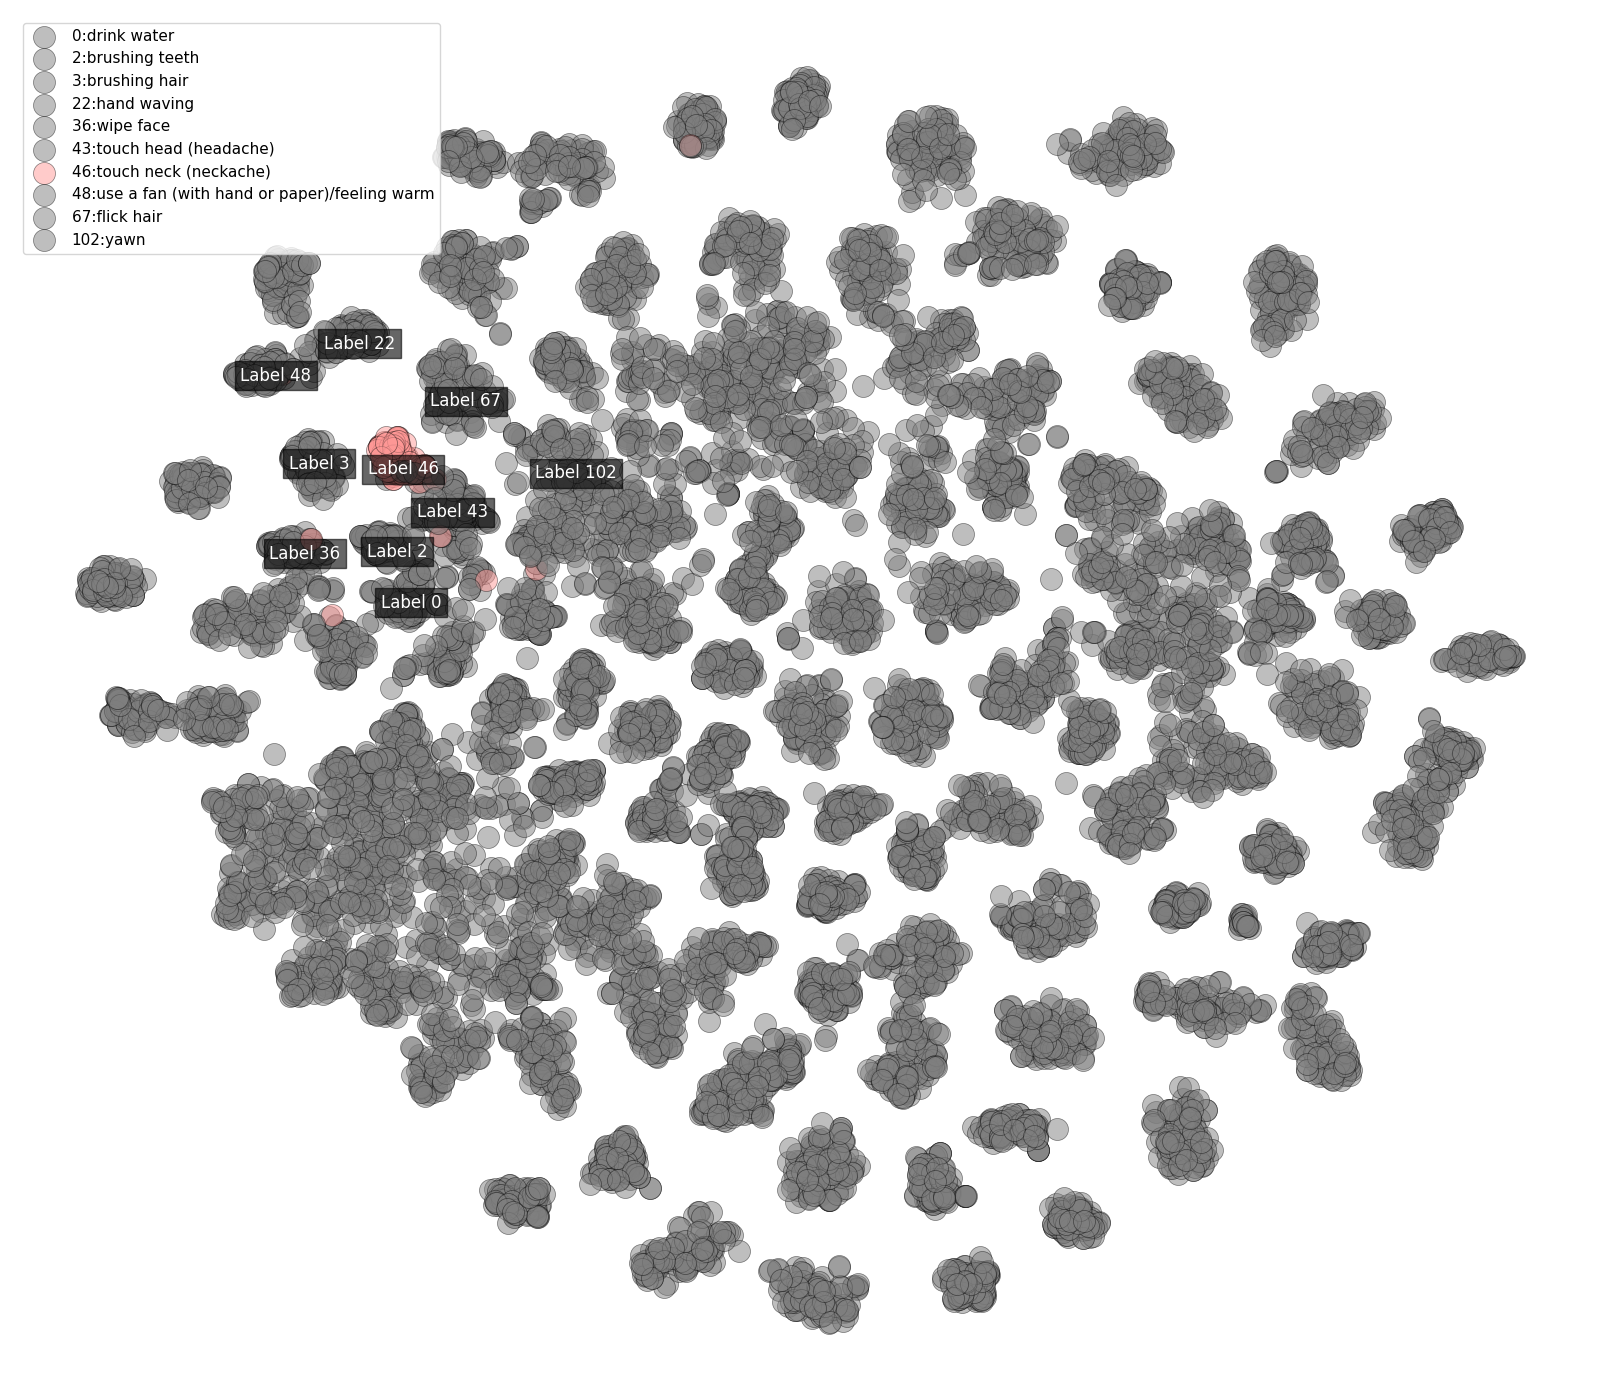 0:drink water
2:brushing teeth
3:brushing hair
22:hand waving
36:wipe face
43:touch head (headache)
46:touch neck (neckache)
48:use a fan (with hand or paper)/feeling warm
67:flick hair
102:yawn
Label 22
Label 48
Label 67
Label 3
Label 46
Label 102
Label 43
Label 36
Label 2
Label 0